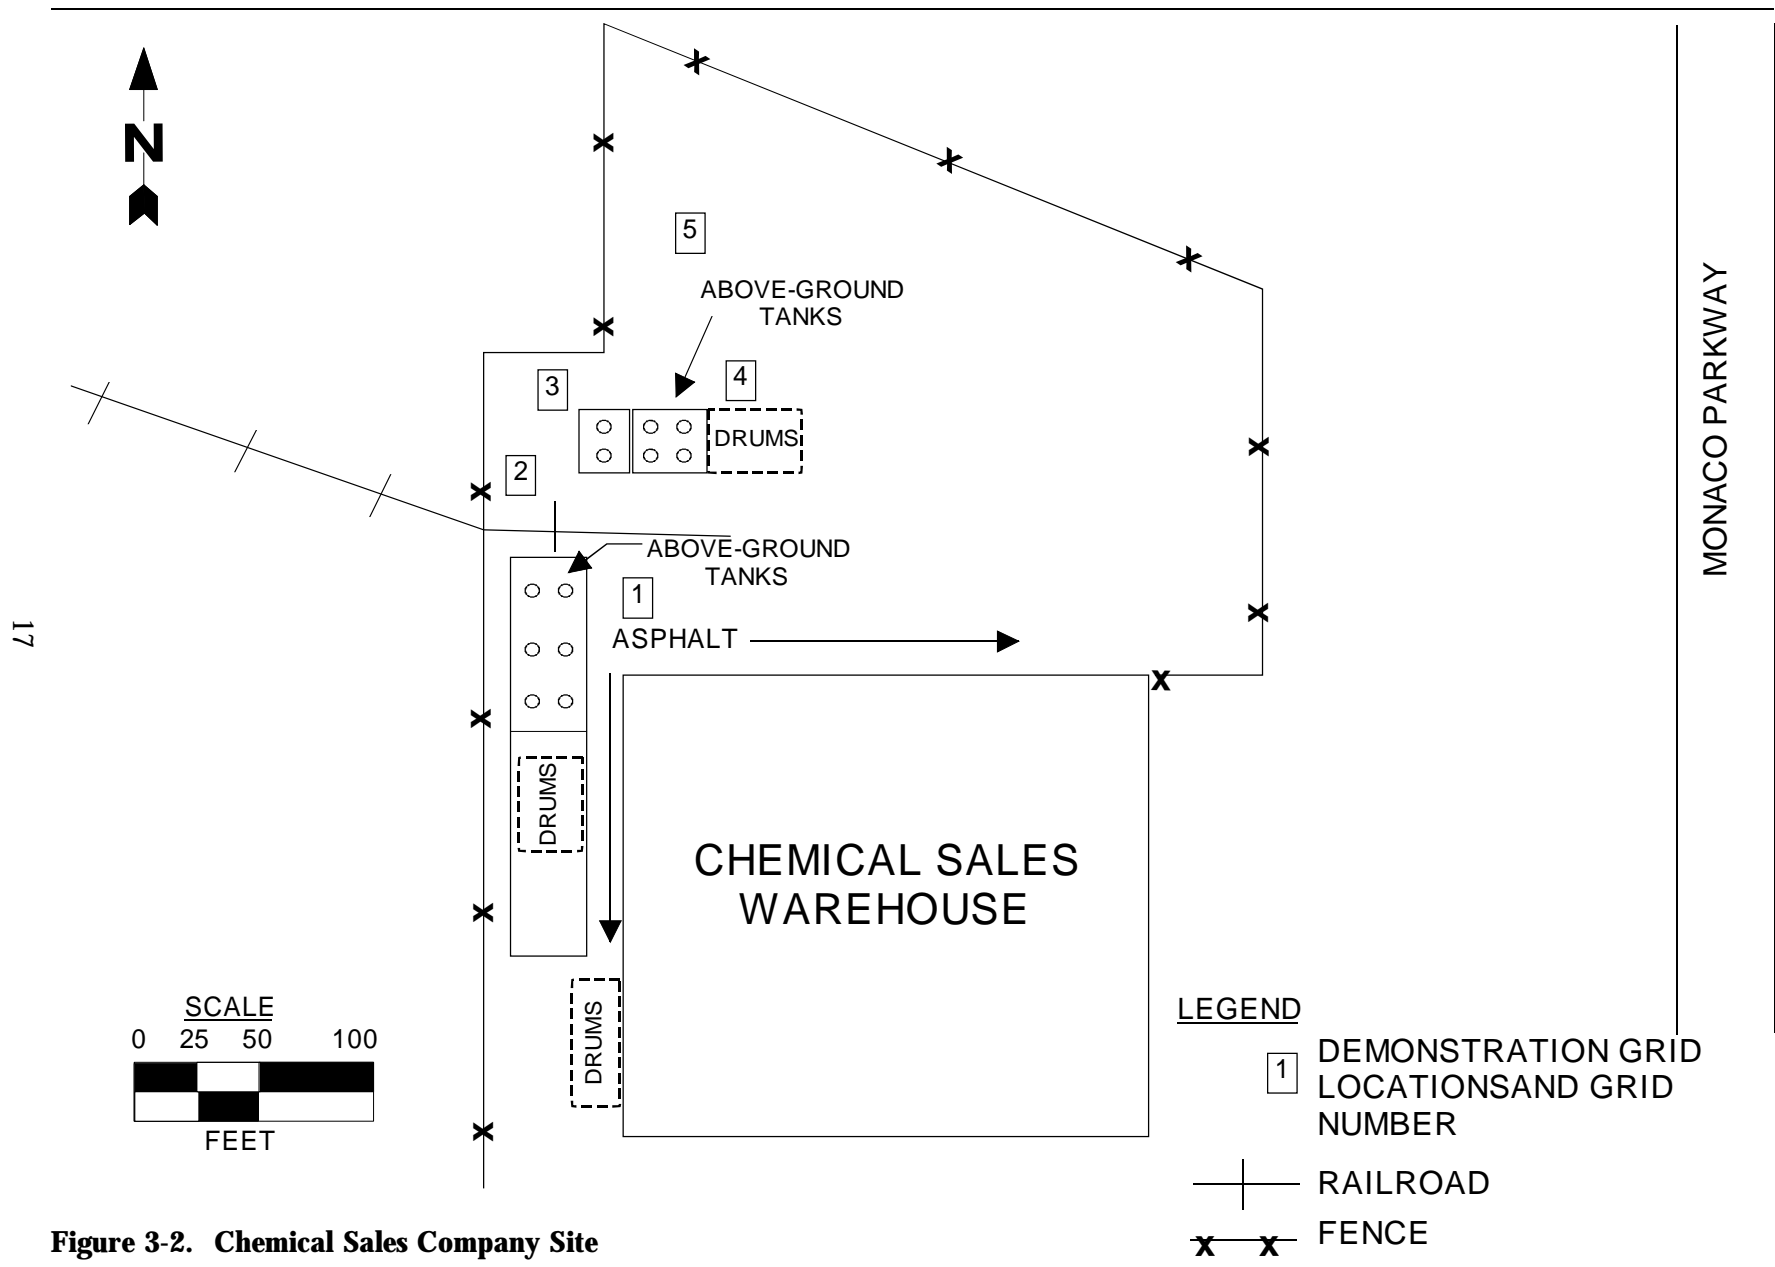 N
5
ABOVE-GROUND
TANKS
3
4
DRUMS
2
ABOVE-GROUND
TANKS
1
ASPHALT
MONACO PARKWAY
17
DRUMS
CHEMICAL SALES
WAREHOUSE
DRUMS
SCALE
0 25 50 100
FEET
LEGEND
1
DEMONSTRATION GRID
LOCATIONSAND GRID
NUMBER
RAILROAD
X X FENCE
Figure 3-2. Chemical Sales Company Site